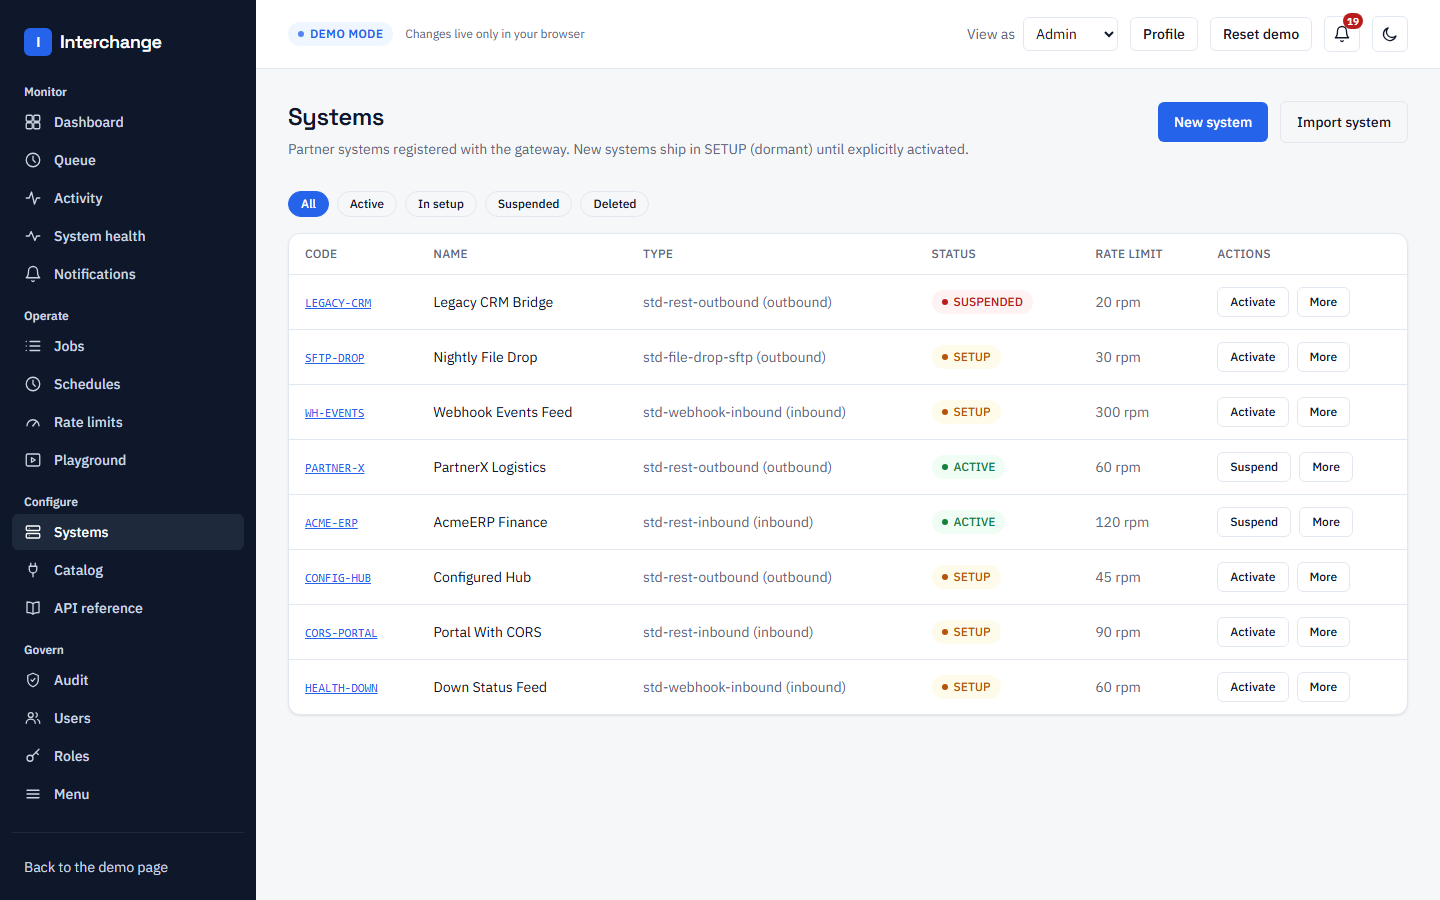 I Interchange
Monitor
Dashboard
Queue
Activity
System health
Notifications
Operate
Jobs
Schedules
Rate limits
Playground
Configure
Systems
Catalog
API reference
Govern
Audit
Users
Roles
Menu
Back to the demo page
DEMO MODE Changes live only in your browser View as Admin Profile Reset demo 19
Systems
Partner systems registered with the gateway. New systems ship in SETUP (dormant) until explicitly activated.
New system Import system
All Active In setup Suspended Deleted
CODE NAME TYPE STATUS RATE LIMIT ACTIONS
LEGACY-CRM Legacy CRM Bridge std-rest-outbound (outbound) SUSPENDED 20 rpm Activate More
SFTP-DROP Nightly File Drop std-file-drop-sftp (outbound) SETUP 30 rpm Activate More
WH-EVENTS Webhook Events Feed std-webhook-inbound (inbound) SETUP 300 rpm Activate More
PARTNER-X PartnerX Logistics std-rest-outbound (outbound) ACTIVE 60 rpm Suspend More
ACME-ERP AcmeERP Finance std-rest-inbound (inbound) ACTIVE 120 rpm Suspend More
CONFIG-HUB Configured Hub std-rest-outbound (outbound) SETUP 45 rpm Activate More
CORS-PORTAL Portal With CORS std-rest-inbound (inbound) SETUP 90 rpm Activate More
HEALTH-DOWN Down Status Feed std-webhook-inbound (inbound) SETUP 60 rpm Activate More